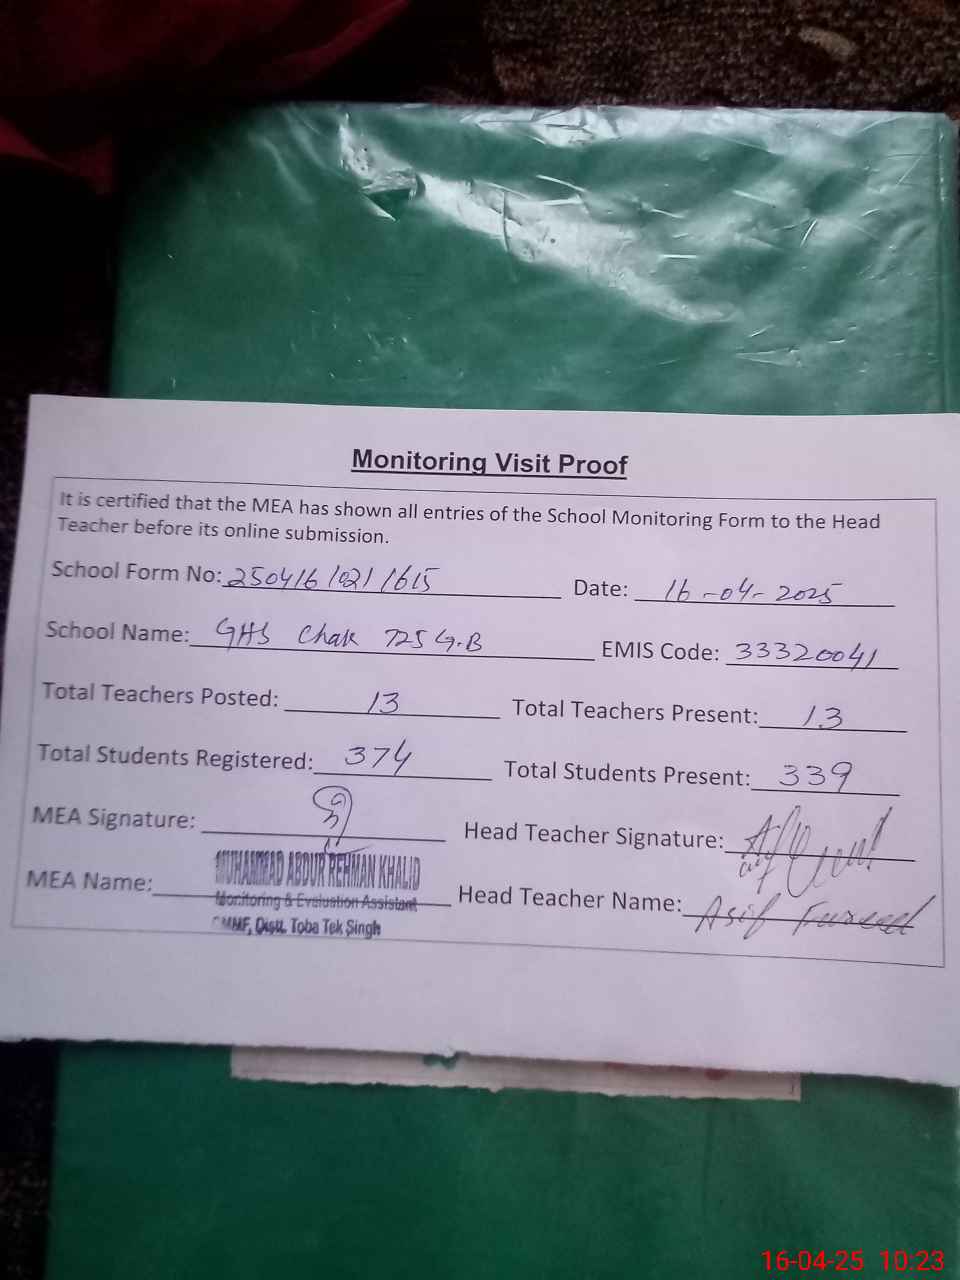 Monitoring Visit Proof
It is certified that the MEA has shown all entries of the School Monitoring Form to the Head
Teacher before its online submission.
School Form No: 250416 1021 1615 Date: 16-04-2025
School Name: GHS Chak 725 G.B EMIS Code: 33320041
Total Teachers Posted: 13 Total Teachers Present: 13
Total Students Registered: 374 Total Students Present: 339
MEA Signature: Head Teacher Signature:
MEA Name: MUHAMMAD ABDUR REHMAN KHALID Head Teacher Name: Asif
Monitoring & Evaluation Assistant
Distt. Toba Tek Singh
16-04-25 10:23